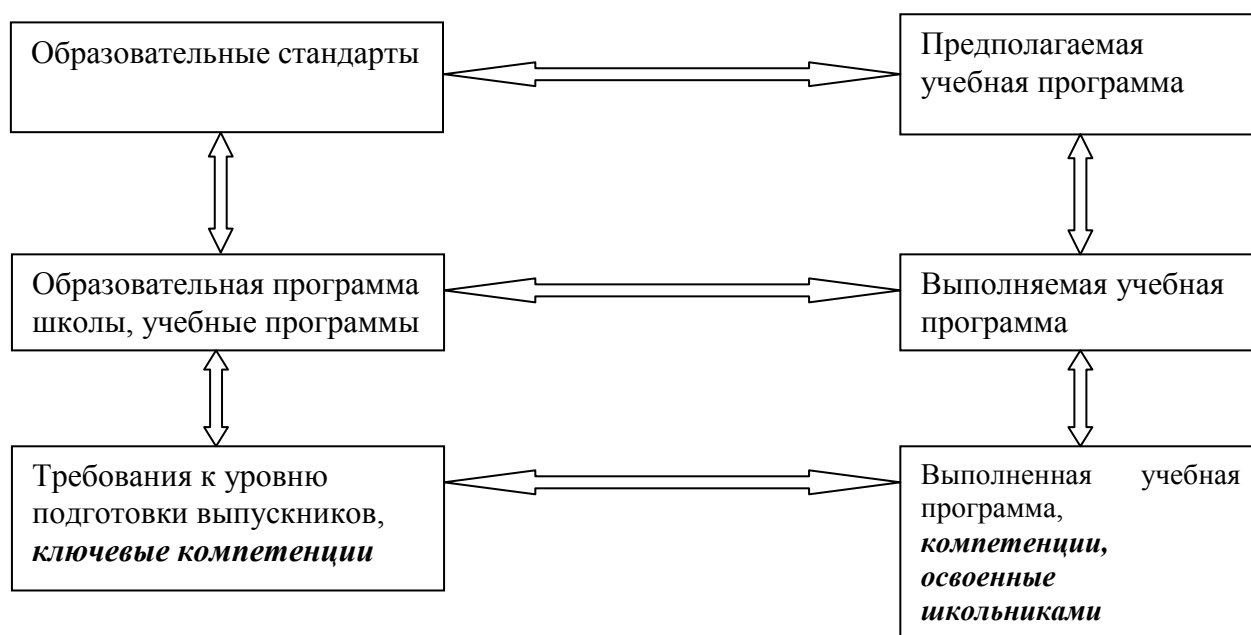 Образовательные стандарты
Предполагаемая
учебная программа
Образовательная программа
школы, учебные программы
Выполняемая учебная
программа
Требования к уровню
подготовки выпускников,
ключевые компетенции
Выполненная учебная
программа,
компетенции,
освоенные
школьниками